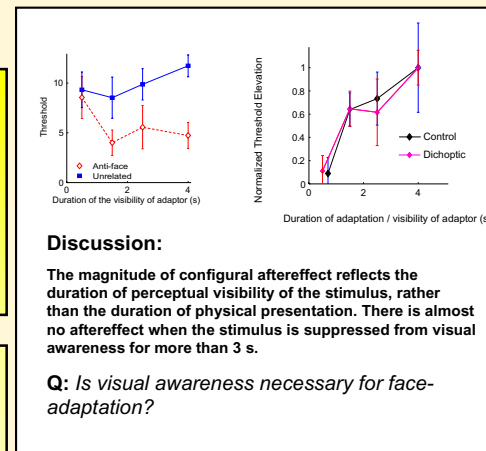 Threshold
10
5
0
Anti-face
Unrelated
0 2 4
Duration of the visibility of adaptor (s)
Normalized Threshold Elevation
1
0.8
0.6
0.4
0.2
0
Control
Dichoptic
0 2 4
Duration of adaptation / visibility of adaptor (s
Discussion:
The magnitude of configural aftereffect reflects the
duration of perceptual visibility of the stimulus, rather
than the duration of physical presentation. There is almost
no aftereffect when the stimulus is suppressed from visual
awareness for more than 3 s.
Q: Is visual awareness necessary for face-
adaptation?